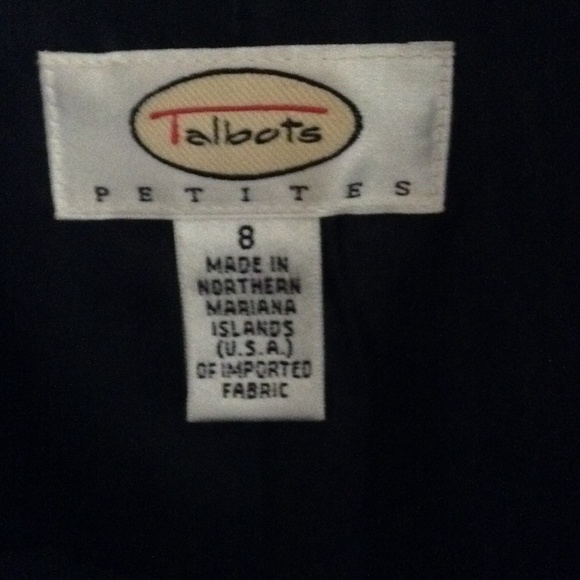 Talbots
PETITES
8
MADE IN
NORTHERN
MARIANA
ISLANDS
(U.S.A.)
OF IMPORTED
FABRIC